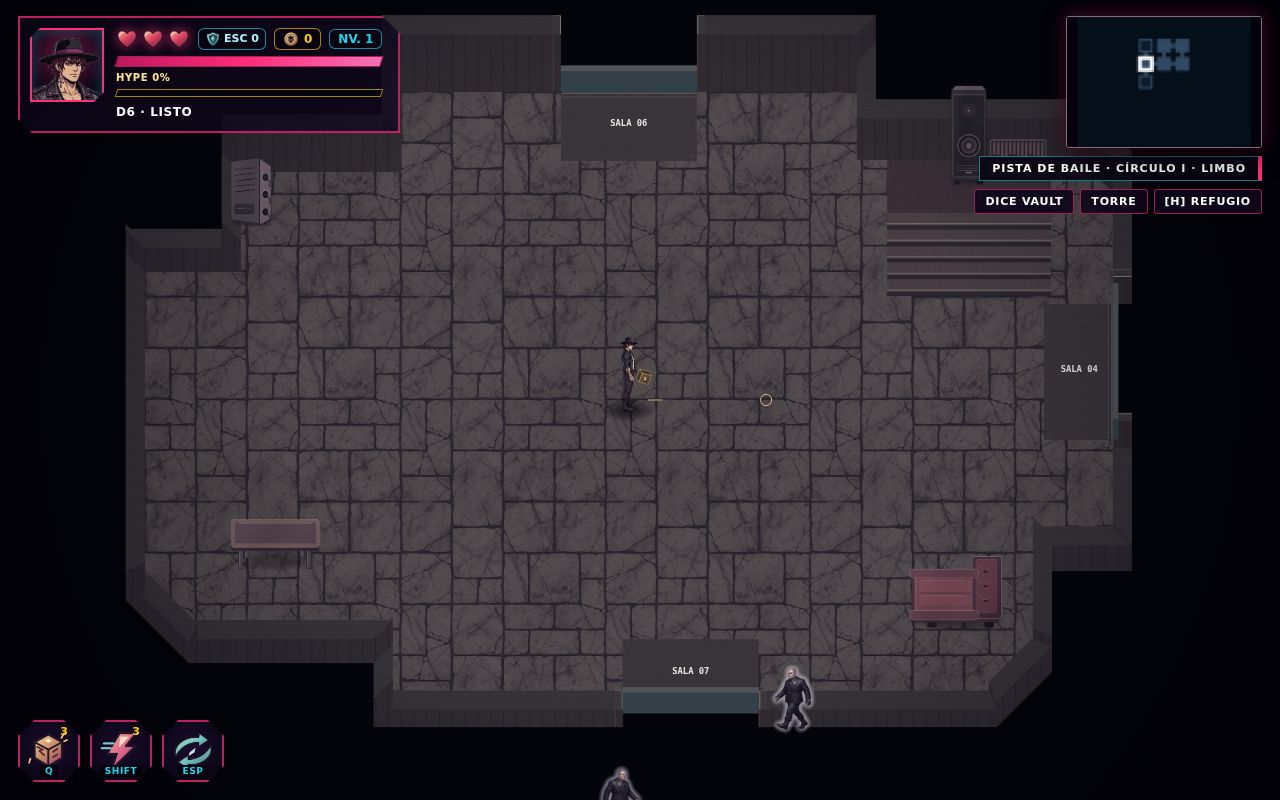 ESC 0
0
NV. 1
HYPE 0%
D6 · LISTO
SALA 06
PISTA DE BAILE · CÍRCULO I · LIMBO
DICE VAULT
TORRE
[H] REFUGIO
SALA 04
SALA 07
3
Q
3
SHIFT
ESP